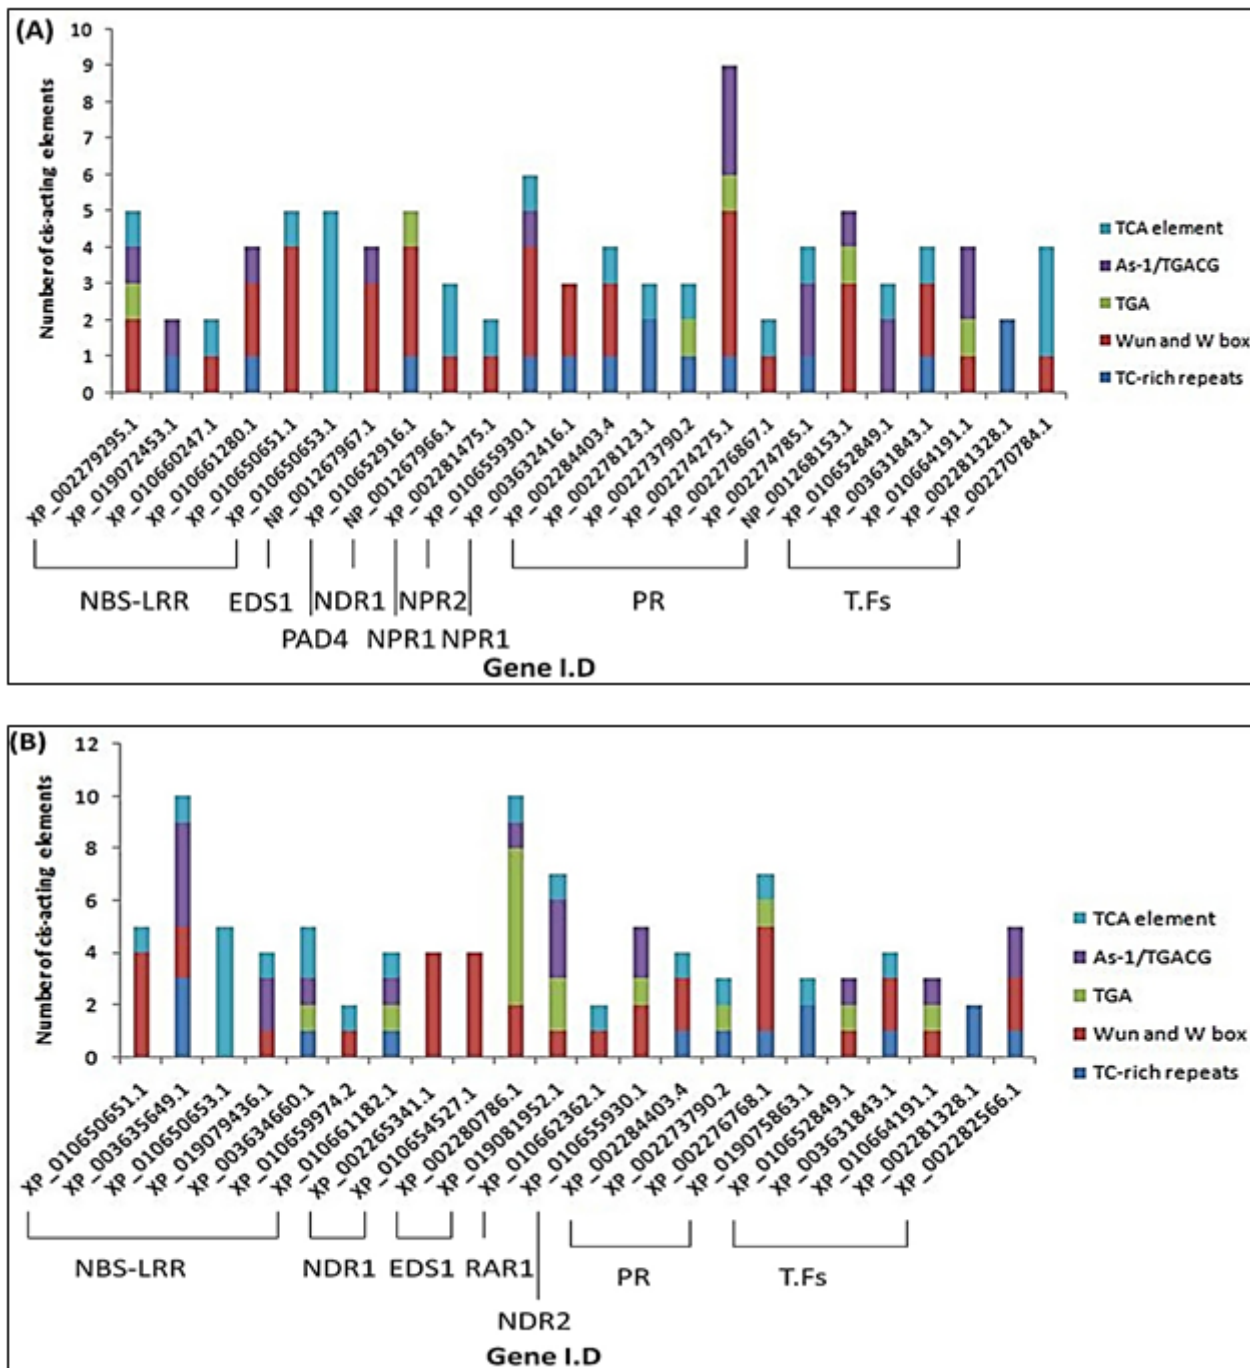 (A)
Number of cis-acting elements
10
9
8
7
6
5
4
3
2
1
0
TCA element
As-1/TGACG
TGA
Wun and W box
TC-rich repeats
XP_002279295.1
XP_019072453.1
XP_010660247.1
XP_010661280.1
XP_010650651.1
XP_010650653.1
NP_001267967.1
XP_010652916.1
NP_001267966.1
XP_002281475.1
XP_010655930.1
XP_003632416.1
XP_002284403.4
XP_002278123.1
XP_002273790.2
XP_002274275.1
XP_002276867.1
XP_002274785.1
NP_001268153.1
XP_010652849.1
XP_003631843.1
XP_010664191.1
XP_002281328.1
XP_002270784.1
NBS-LRR EDS1 NDR1 NPR2 PR T.Fs
PAD4 NPR1 NPR1
Gene I.D
(B)
Number of cis-acting elements
12
10
8
6
4
2
0
TCA element
As-1/TGACG
TGA
Wun and W box
TC-rich repeats
XP_010650651.1
XP_003635649.1
XP_010650653.1
XP_019079436.1
XP_003634660.1
XP_010659974.2
XP_010661182.1
XP_002265341.1
XP_010654527.1
XP_002280786.1
XP_019081952.1
XP_010662362.1
XP_010655930.1
XP_002284403.4
XP_002273790.2
XP_002276768.1
XP_019075863.1
XP_010652849.1
XP_003631843.1
XP_010664191.1
XP_002281328.1
XP_002282566.1
NBS-LRR NDR1 EDS1 RAR1 PR T.Fs
NDR2
Gene I.D